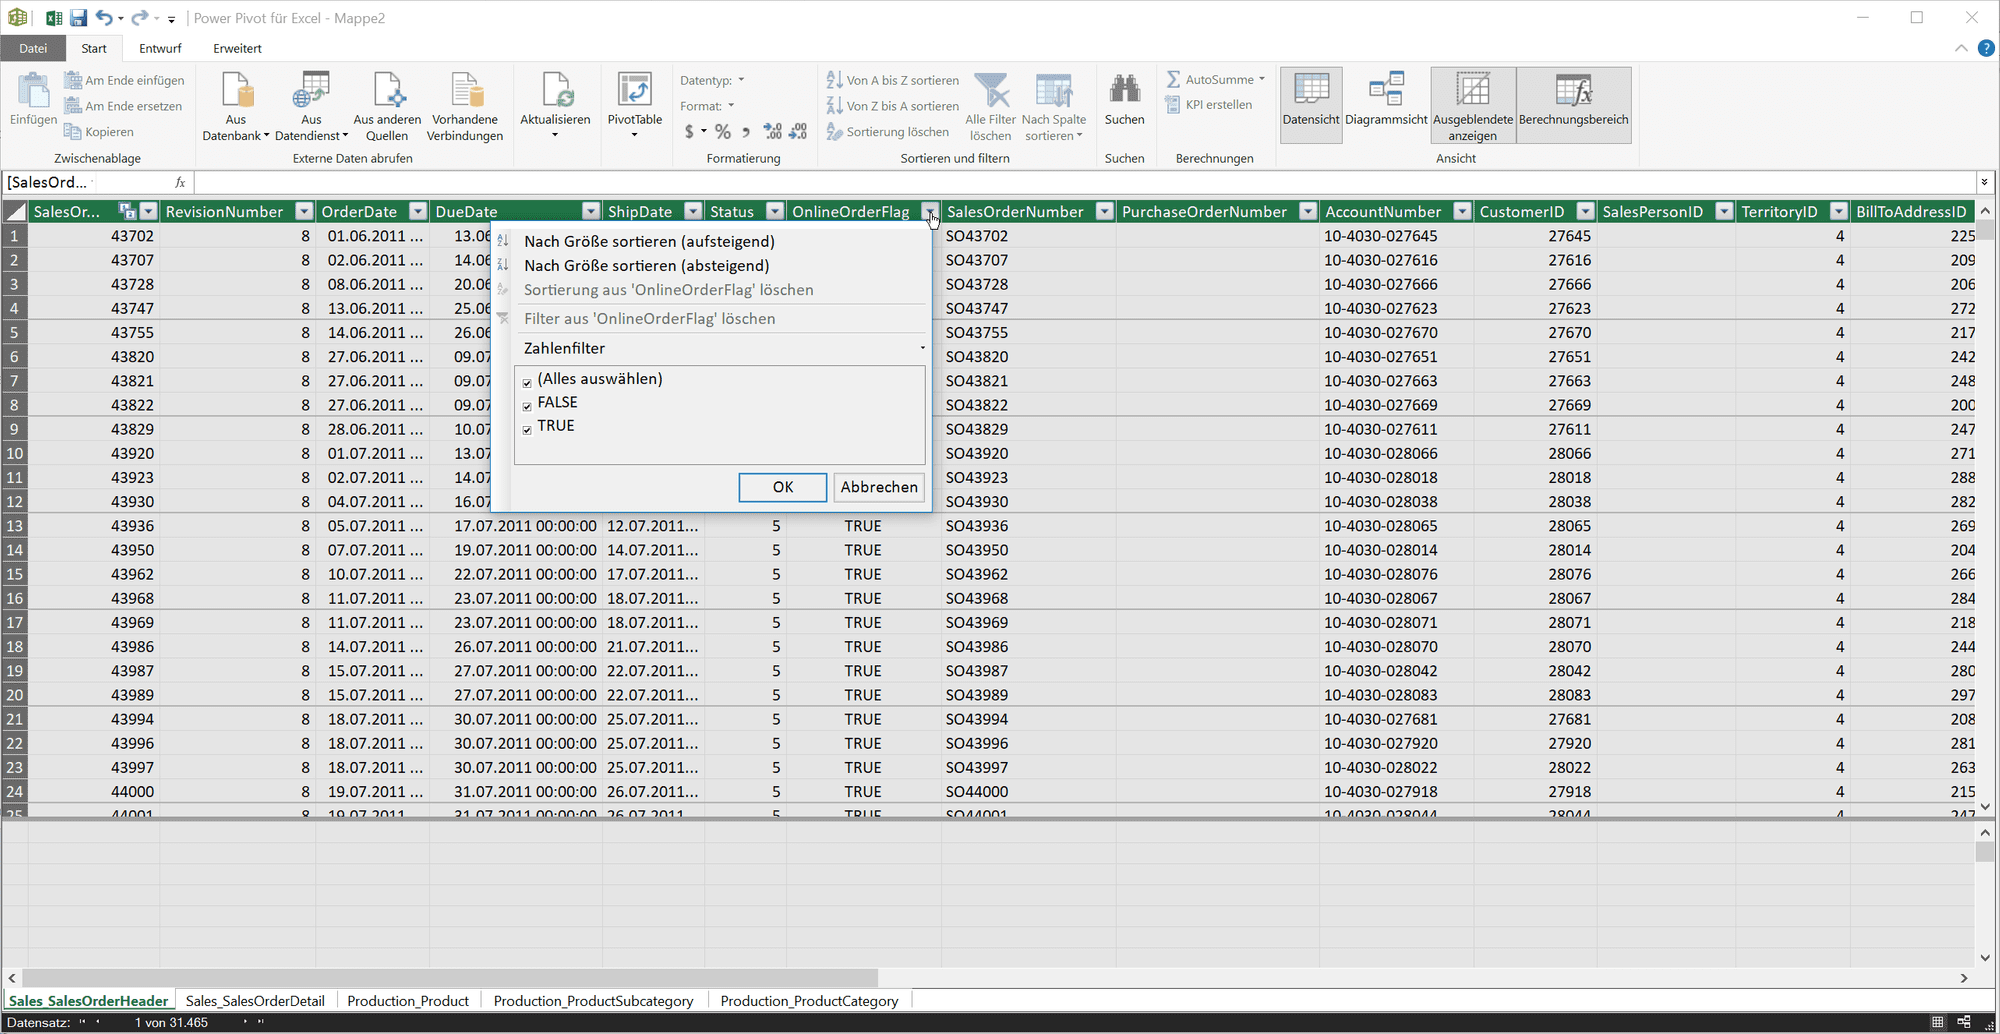 Power Pivot für Excel - Mappe2
Datei Start Entwurf Erweitert
Einfügen
Am Ende einfügen
Am Ende ersetzen
Kopieren
Zwischenablage
Aus Datenbank
Aus Datendienst
Aus anderen Quellen
Vorhandene Verbindungen
Externe Daten abrufen
Aktualisieren
PivotTable
Datentyp:
Format:
$ % ,00 ,00
Formatierung
Von A bis Z sortieren
Von Z bis A sortieren
Sortierung löschen
Alle Filter löschen
Nach Spalte sortieren
Sortieren und filtern
Suchen
Suchen
AutoSumme
KPI erstellen
Berechnungen
Datensicht
Diagrammsicht
Ausgeblendete anzeigen
Berechnungsbereich
Ansicht
[SalesOrd... fx
SalesOr... RevisionNumber OrderDate DueDate ShipDate Status OnlineOrderFlag SalesOrderNumber PurchaseOrderNumber AccountNumber CustomerID SalesPersonID TerritoryID BillToAddressID
1 43702 8 01.06.2011 ... 13.06 SO43702 10-4030-027645 27645 4 225
2 43707 8 02.06.2011 ... 14.06 SO43707 10-4030-027616 27616 4 209
3 43728 8 08.06.2011 ... 20.06 SO43728 10-4030-027666 27666 4 206
4 43747 8 13.06.2011 ... 25.06 SO43747 10-4030-027623 27623 4 272
5 43755 8 14.06.2011 ... 26.06 SO43755 10-4030-027670 27670 4 217
6 43820 8 27.06.2011 ... 09.07 SO43820 10-4030-027651 27651 4 242
7 43821 8 27.06.2011 ... 09.07 SO43821 10-4030-027663 27663 4 248
8 43822 8 27.06.2011 ... 09.07 SO43822 10-4030-027669 27669 4 200
9 43829 8 28.06.2011 ... 10.07 SO43829 10-4030-027611 27611 4 247
10 43920 8 01.07.2011 ... 13.07 SO43920 10-4030-028066 28066 4 271
11 43923 8 02.07.2011 ... 14.07 SO43923 10-4030-028018 28018 4 288
12 43930 8 04.07.2011 ... 16.07 SO43930 10-4030-028038 28038 4 282
Nach Größe sortieren (aufsteigend)
Nach Größe sortieren (absteigend)
Sortierung aus 'OnlineOrderFlag' löschen
Filter aus 'OnlineOrderFlag' löschen
Zahlenfilter
(Alles auswählen)
FALSE
TRUE
OK Abbrechen
13 43936 8 05.07.2011 ... 17.07.2011 00:00:00 12.07.2011... 5 TRUE SO43936 10-4030-028065 28065 4 269
14 43950 8 07.07.2011 ... 19.07.2011 00:00:00 14.07.2011... 5 TRUE SO43950 10-4030-028014 28014 4 204
15 43962 8 10.07.2011 ... 22.07.2011 00:00:00 17.07.2011... 5 TRUE SO43962 10-4030-028076 28076 4 266
16 43968 8 11.07.2011 ... 23.07.2011 00:00:00 18.07.2011... 5 TRUE SO43968 10-4030-028067 28067 4 284
17 43969 8 11.07.2011 ... 23.07.2011 00:00:00 18.07.2011... 5 TRUE SO43969 10-4030-028071 28071 4 218
18 43986 8 14.07.2011 ... 26.07.2011 00:00:00 21.07.2011... 5 TRUE SO43986 10-4030-028070 28070 4 244
19 43987 8 15.07.2011 ... 27.07.2011 00:00:00 22.07.2011... 5 TRUE SO43987 10-4030-028042 28042 4 280
20 43989 8 15.07.2011 ... 27.07.2011 00:00:00 22.07.2011... 5 TRUE SO43989 10-4030-028083 28083 4 297
21 43994 8 18.07.2011 ... 30.07.2011 00:00:00 25.07.2011... 5 TRUE SO43994 10-4030-027681 27681 4 208
22 43996 8 18.07.2011 ... 30.07.2011 00:00:00 25.07.2011... 5 TRUE SO43996 10-4030-027920 27920 4 281
23 43997 8 18.07.2011 ... 30.07.2011 00:00:00 25.07.2011... 5 TRUE SO43997 10-4030-028022 28022 4 263
24 44000 8 19.07.2011 ... 31.07.2011 00:00:00 26.07.2011... 5 TRUE SO44000 10-4030-027918 27918 4 215
25 44001 8 19.07.2011 ... 31.07.2011 00:00:00 26.07.2011... 5 TRUE SO44001 10-4030-028044 28044 4 247
Sales_SalesOrderHeader Sales_SalesOrderDetail Production_Product Production_ProductSubcategory Production_ProductCategory
Datensatz: 1 von 31.465